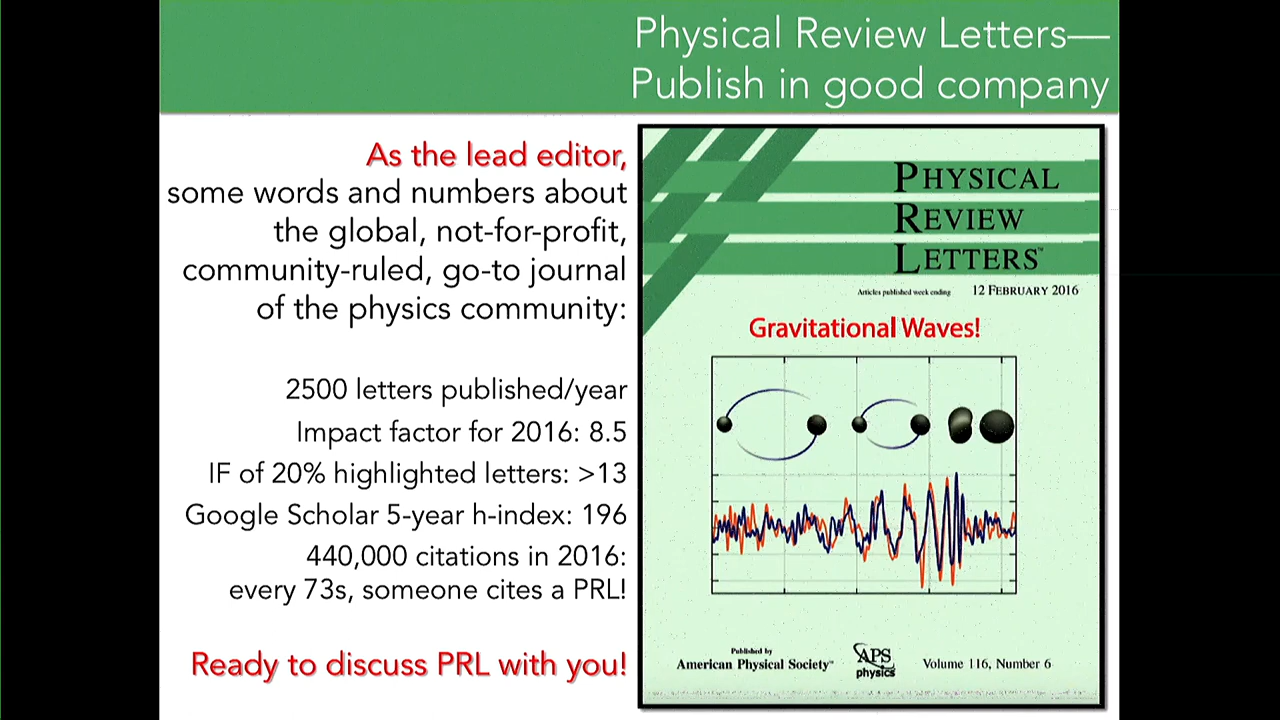 Physical Review Letters—
Publish in good company
As the lead editor,
some words and numbers about
the global, not-for-profit,
community-ruled, go-to journal
of the physics community:
2500 letters published/year
Impact factor for 2016: 8.5
IF of 20% highlighted letters: >13
Google Scholar 5-year h-index: 196
440,000 citations in 2016:
every 73s, someone cites a PRL!
Ready to discuss PRL with you!
PHYSICAL
REVIEW
LETTERS™
Articles published week ending 12 FEBRUARY 2016
Gravitational Waves!
Published by
American Physical Society™
APS
physics
Volume 116, Number 6